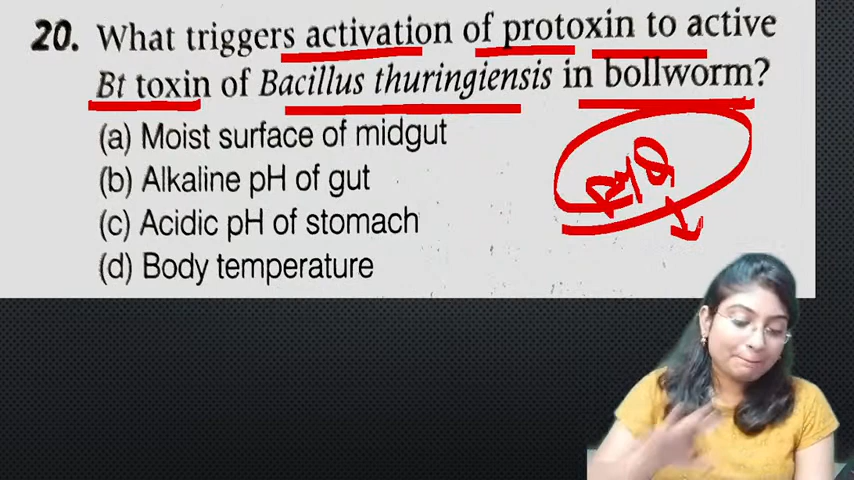 20. What triggers activation of protoxin to active
Bt toxin of Bacillus thuringiensis in bollworm?
(a) Moist surface of midgut
(b) Alkaline pH of gut
(c) Acidic pH of stomach
(d) Body temperature